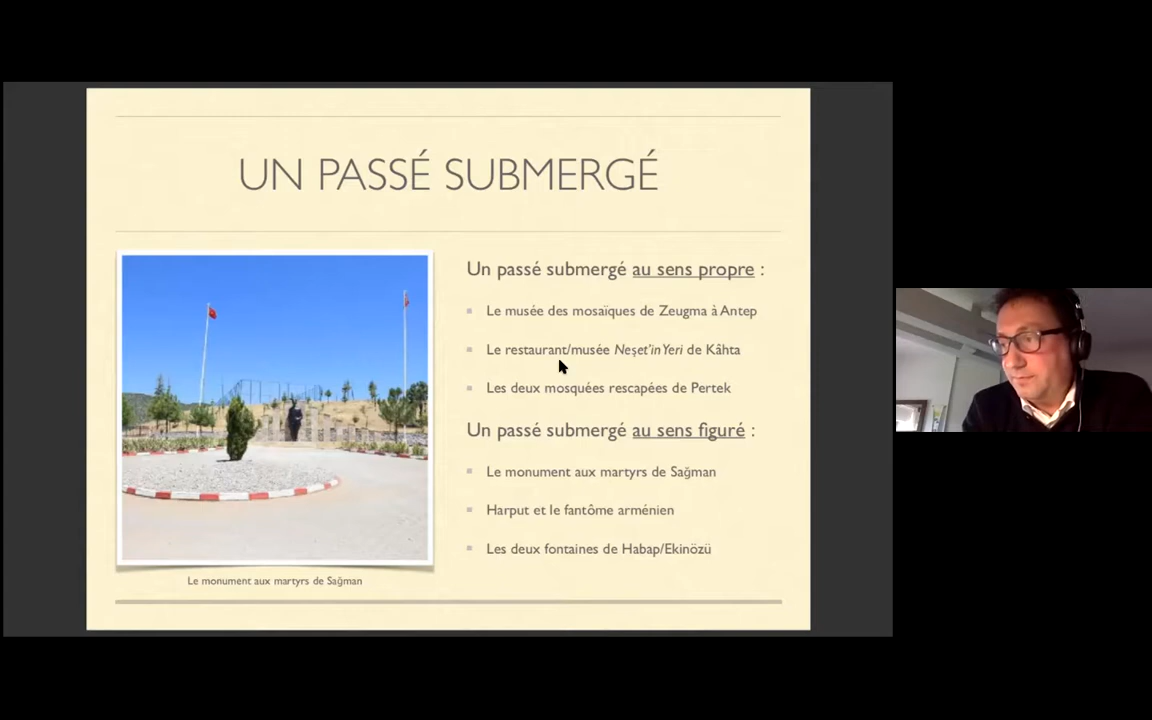 UN PASSÉ SUBMERGÉ
Un passé submergé au sens propre :
Le musée des mosaïques de Zeugma à Antep
Le restaurant/musée Neşet'in Yeri de Kâhta
Les deux mosquées rescapées de Pertek
Un passé submergé au sens figuré :
Le monument aux martyrs de Sağman
Harput et le fantôme arménien
Les deux fontaines de Habap/Ekinözü
Le monument aux martyrs de Sağman